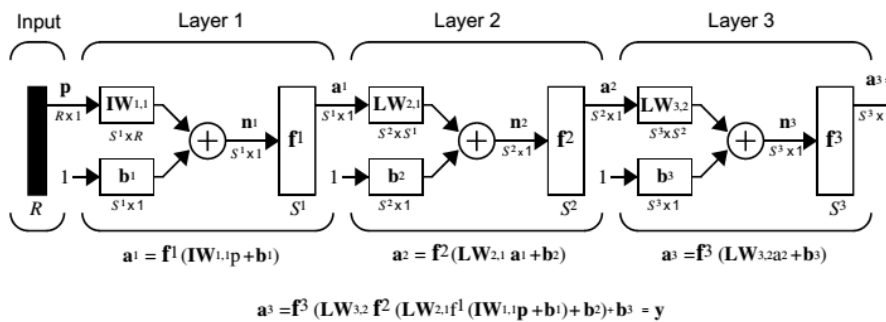 Input Layer 1 Layer 2 Layer 3
p a1 a2 a3 =
IW1,1 LW2,1 LW3,2
R x 1 n1 S1 x 1 n2 S2 x 1 n3 S3 x 1
S1 x R f1 S2 x S1 f2 S3 x S2 f3
+ + +
S1 x 1 S2 x 1 S3 x 1
1 b1 1 b2 1 b3
R S1 x 1 S1 S2 x 1 S2 S3 x 1 S3
a1 = f1 (IW1,1p + b1) a2 = f2 (LW2,1 a1 + b2) a3 = f3 (LW3,2a2 + b3)
a3 = f3 (LW3,2 f2 (LW2,1f1 (IW1,1p + b1) + b2) + b3 = y